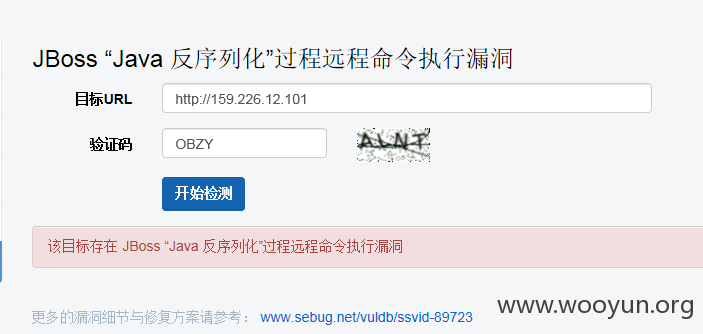 JBoss “Java 反序列化”过程远程命令执行漏洞
目标URL http://159.226.12.101
验证码 OBZY ALNT
开始检测
该目标存在 JBoss “Java 反序列化”过程远程命令执行漏洞
更多的漏洞细节与修复方案请参考： www.sebug.net/vuldb/ssvid-89723
www.wooyun.org